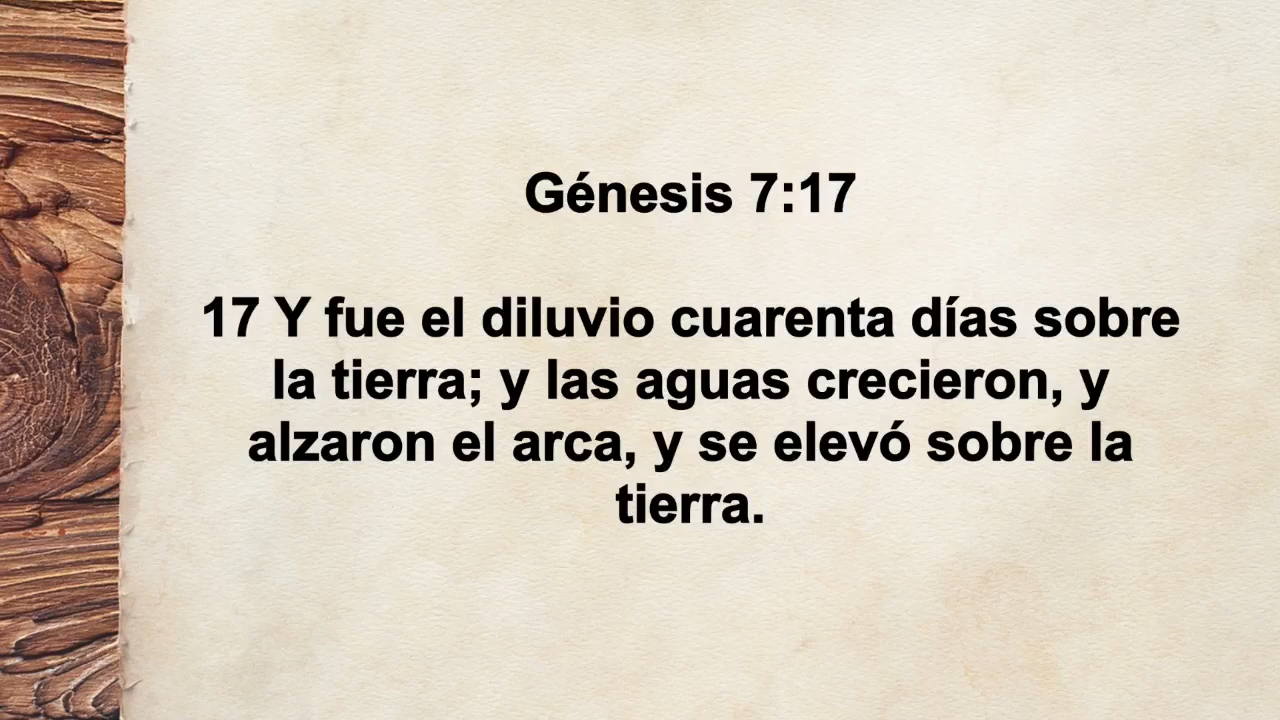 Génesis 7:17
17 Y fue el diluvio cuarenta días sobre
la tierra; y las aguas crecieron, y
alzaron el arca, y se elevó sobre la
tierra.